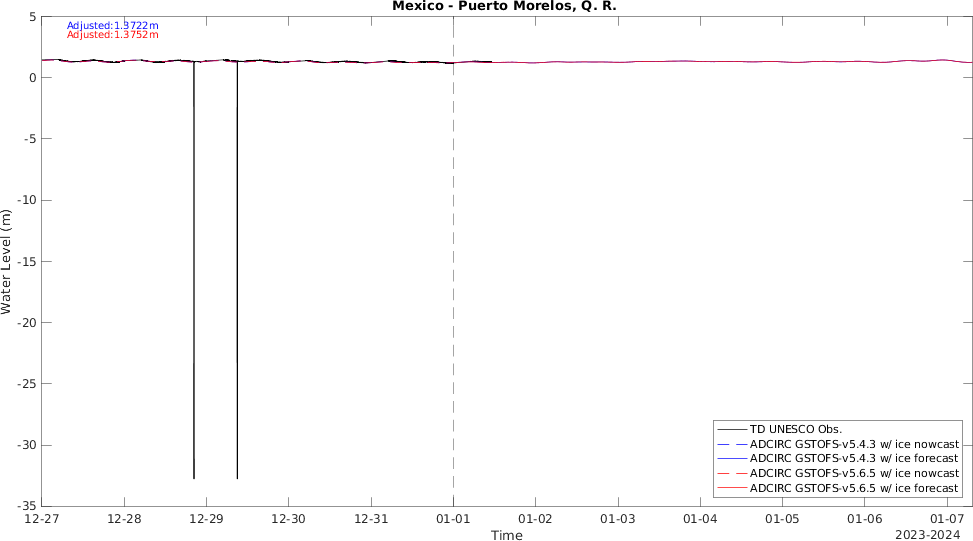 Mexico - Puerto Morelos, Q. R.
Adjusted:1.3722m
Adjusted:1.3752m
5
0
-5
-10
-15
-20
-25
-30
-35
Water Level (m)
TD UNESCO Obs.
ADCIRC GSTOFS-v5.4.3 w/ ice nowcast
ADCIRC GSTOFS-v5.4.3 w/ ice forecast
ADCIRC GSTOFS-v5.6.5 w/ ice nowcast
ADCIRC GSTOFS-v5.6.5 w/ ice forecast
12-27 12-28 12-29 12-30 12-31 01-01 01-02 01-03 01-04 01-05 01-06 01-07
Time
2023-2024